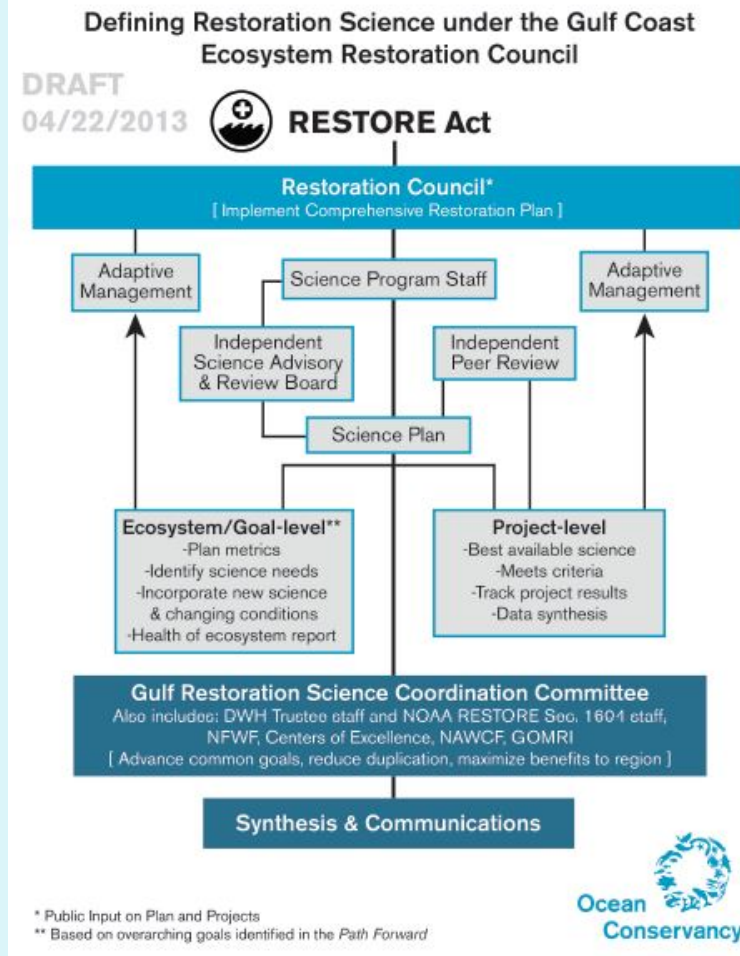 Defining Restoration Science under the Gulf Coast
Ecosystem Restoration Council
DRAFT
04/22/2013
RESTORE Act
Restoration Council*
[ Implement Comprehensive Restoration Plan ]
Adaptive
Management
Science Program Staff
Adaptive
Management
Independent
Science Advisory
& Review Board
Independent
Peer Review
Science Plan
Ecosystem/Goal-level**
-Plan metrics
-Identify science needs
-Incorporate new science
& changing conditions
-Health of ecosystem report
Project-level
-Best available science
-Meets criteria
-Track project results
-Data synthesis
Gulf Restoration Science Coordination Committee
Also includes: DWH Trustee staff and NOAA RESTORE Sec. 1604 staff,
NFWF, Centers of Excellence, NAWCF, GOMRI
[ Advance common goals, reduce duplication, maximize benefits to region ]
Synthesis & Communications
* Public Input on Plan and Projects
** Based on overarching goals identified in the Path Forward
Ocean
Conservancy